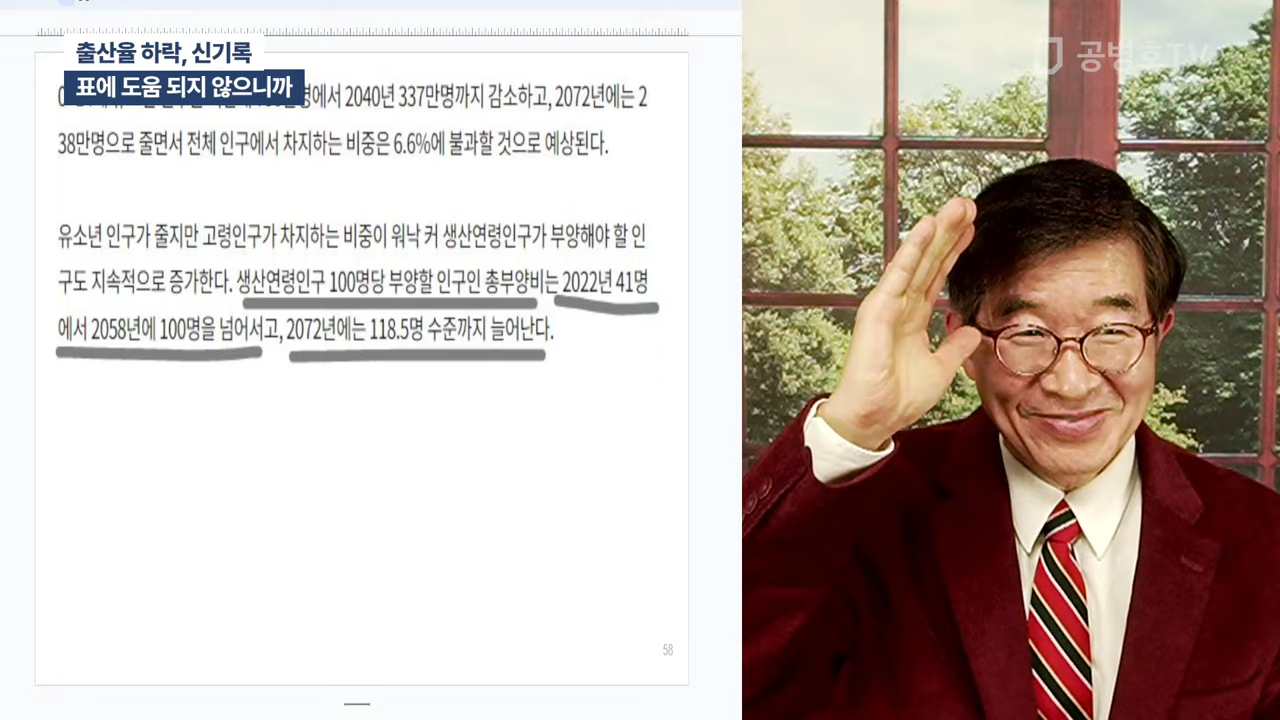 출산율 하락, 신기록
표에 도움 되지 않으니까
공병호TV
명에서 2040년 337만명까지 감소하고, 2072년에는 2
38만명으로 줄면서 전체 인구에서 차지하는 비중은 6.6%에 불과할 것으로 예상된다.
유소년 인구가 줄지만 고령인구가 차지하는 비중이 워낙 커 생산연령인구가 부양해야 할 인
구도 지속적으로 증가한다. 생산연령인구 100명당 부양할 인구인 총부양비는 2022년 41명
에서 2058년에 100명을 넘어서고, 2072년에는 118.5명 수준까지 늘어난다.
58